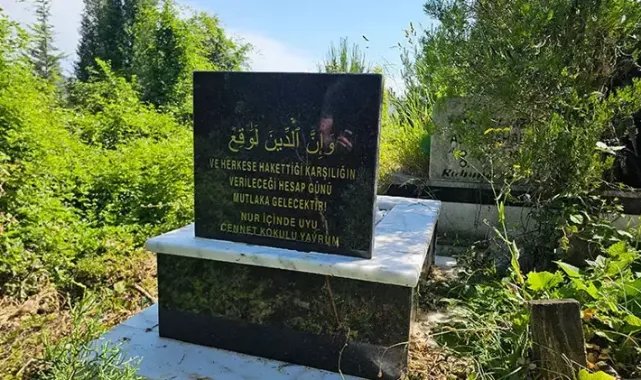 وَإِنَّ الدِّينَ لَوَاقِعٌ
VE HERKESE HAKETTİĞİ KARŞILIĞIN
VERİLECEĞİ HESAP GÜNÜ
MUTLAKA GELECEKTİR!
NUR İÇİNDE UYU
CENNET KOKULU YAVRUM